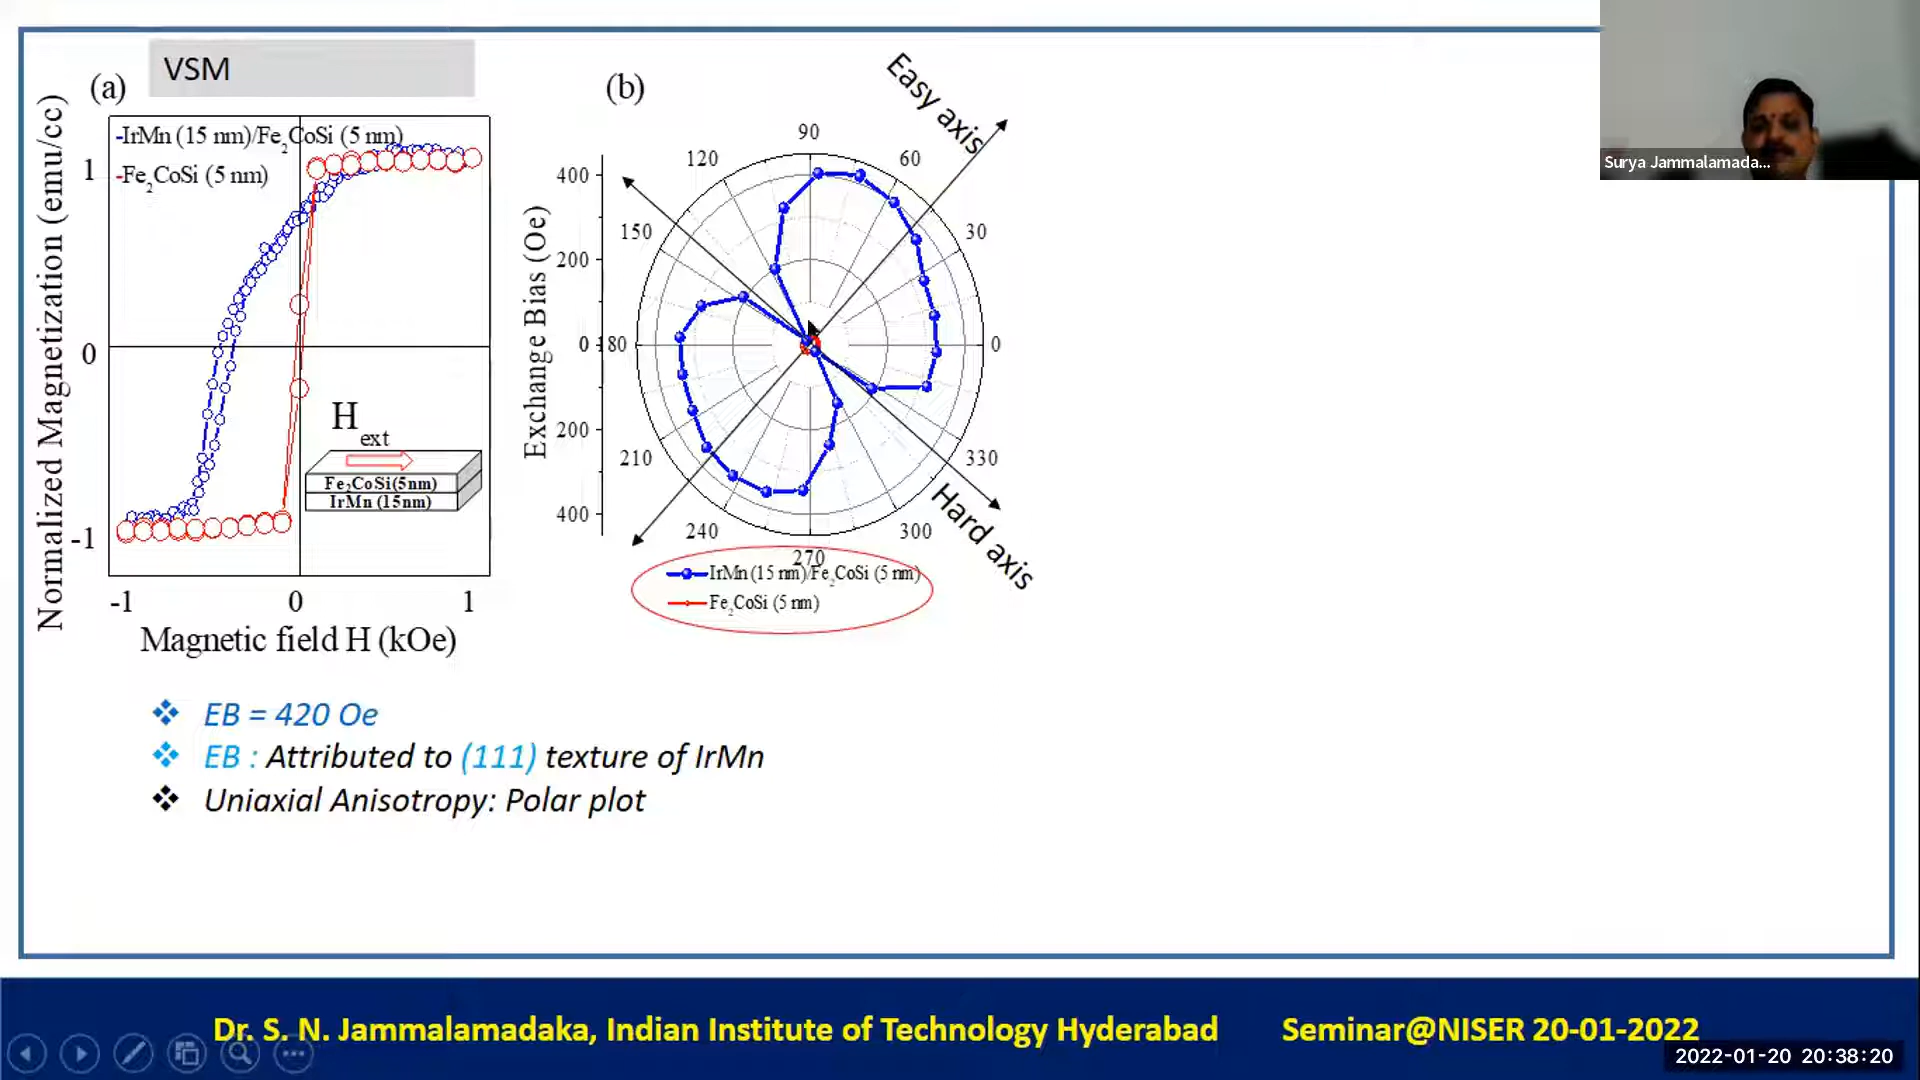 VSM
(a)
Normalized Magnetization (emu/cc)
IrMn (15 nm)/Fe2CoSi (5 nm)
Fe2CoSi (5 nm)
1
0
-1
-1
0
1
Magnetic field H (kOe)
Hext
Fe2CoSi(5nm)
IrMn (15nm)
(b)
Exchange Bias (Oe)
400
200
0
200
400
0
30
60
90
120
150
180
210
240
270
300
330
Easy axis
Hard axis
IrMn (15 nm)/Fe2CoSi (5 nm)
Fe2CoSi (5 nm)
❖ EB = 420 Oe
❖ EB : Attributed to (111) texture of IrMn
❖ Uniaxial Anisotropy: Polar plot
Surya Jammalamada...
Dr. S. N. Jammalamadaka, Indian Institute of Technology Hyderabad
Seminar@NISER 20-01-2022
2022-01-20 20:38:20